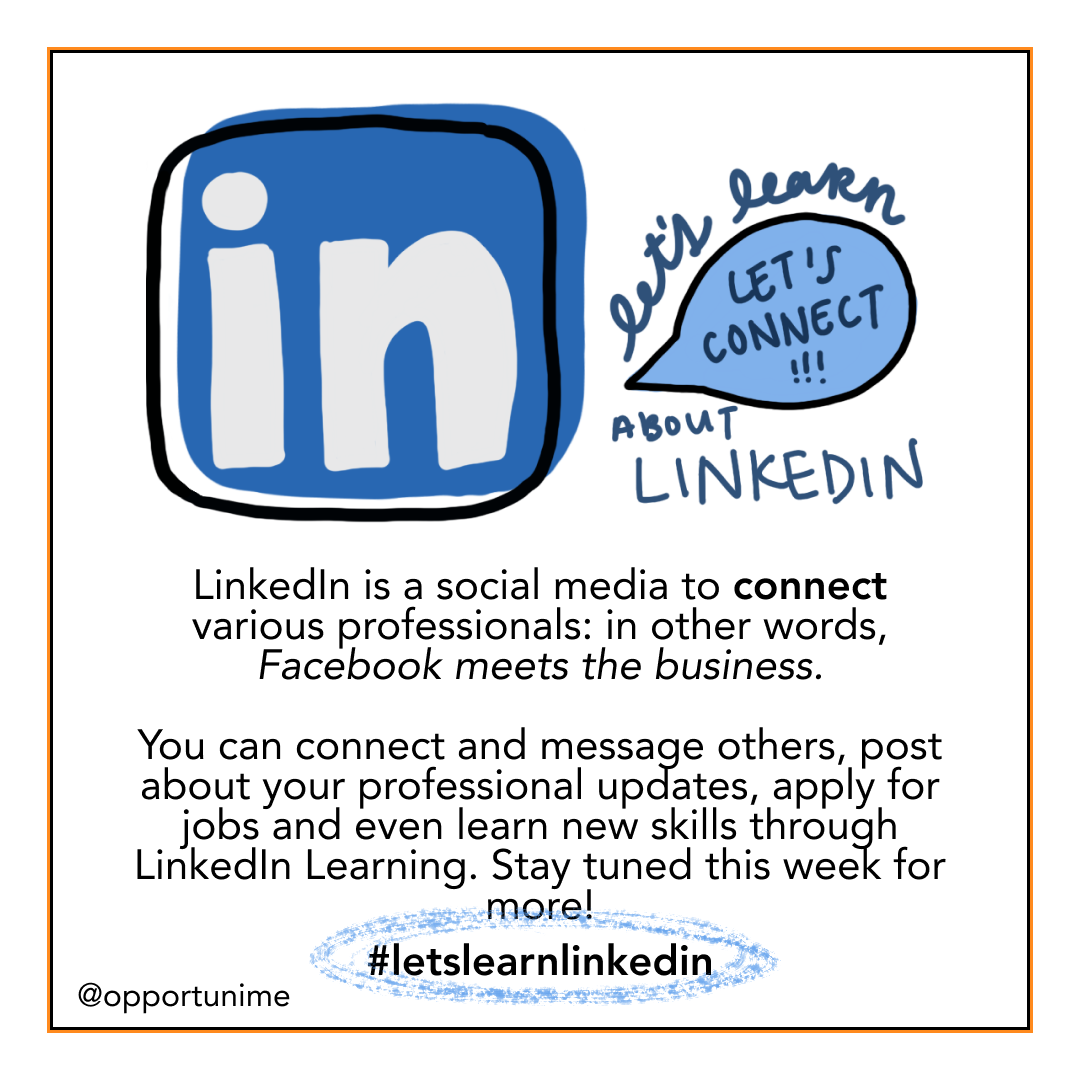 in
let's learn
LET'S
CONNECT
!!!
ABOUT
LINKEDIN
LinkedIn is a social media to connect
various professionals: in other words,
Facebook meets the business.
You can connect and message others, post
about your professional updates, apply for
jobs and even learn new skills through
LinkedIn Learning. Stay tuned this week for
more!
#letslearnlinkedin
@opportunime